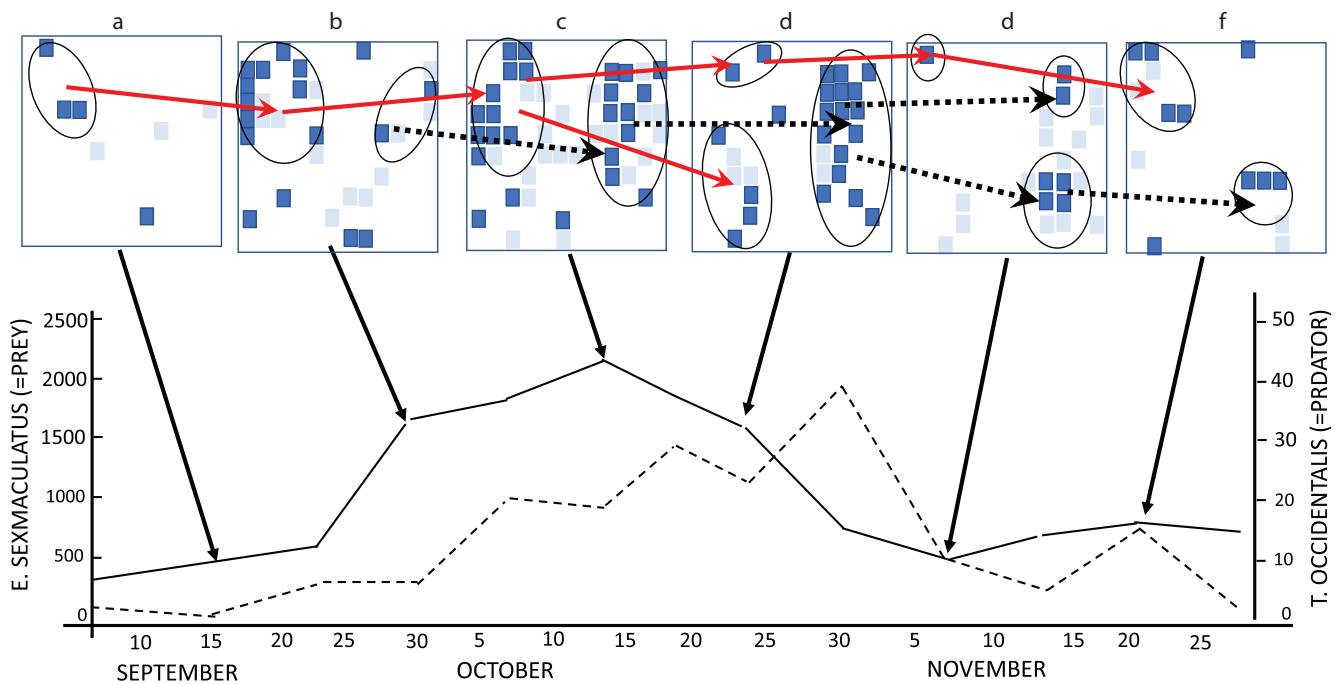 a b c d d f
E. SEXMACULATUS (=PREY)
2500
2000
1500
1000
500
0
50
40
30
20
10
0
T. OCCIDENTALIS (=PRDATOR)
10 15 20 25 30 5 10 15 20 25 30 5 10 15 20 25
SEPTEMBER OCTOBER NOVEMBER